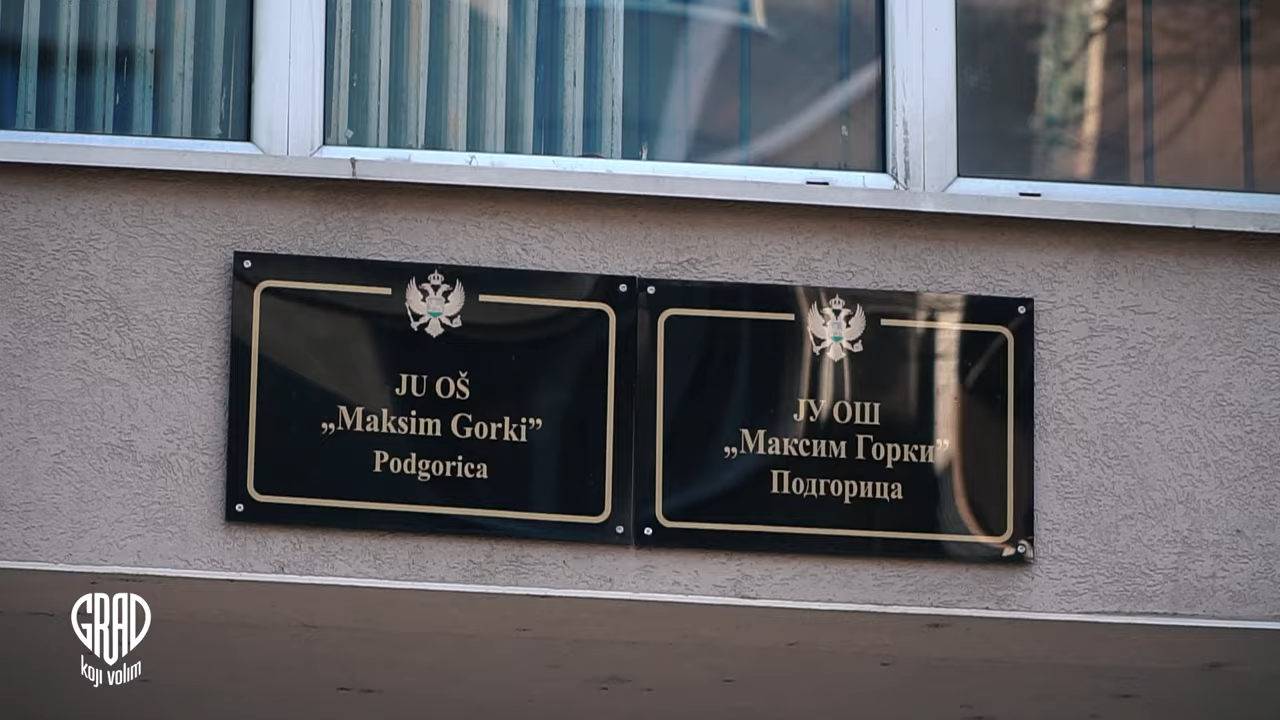 JU OŠ
„Maksim Gorki”
Podgorica
ЈУ ОШ
„Максим Горки”
Подгорица
GRAD
koji volim